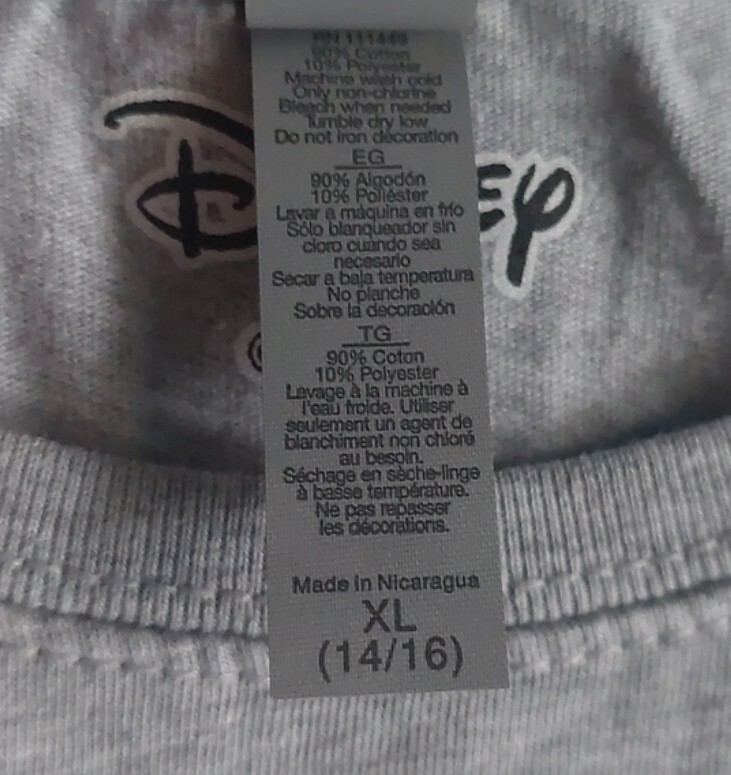 RN 111449
90% Cotton
10% Polyester
Machine wash cold
Only non-chlorine
Bleach when needed
Tumble dry low
Do not iron decoration
EG
90% Algodón
10% Poliéster
Lavar a máquina en frío
Sólo blanqueador sin
cloro cuando sea
necesario
Secar a baja temperatura
No planche
Sobre la decoración
TG
90% Coton
10% Polyester
Lavage à la machine à
l'eau froide. Utiliser
seulement un agent de
blanchiment non chloré
au besoin.
Séchage en sèche-linge
à basse température.
Ne pas repasser
les décorations.
Made in Nicaragua
XL
(14/16)
D
ey